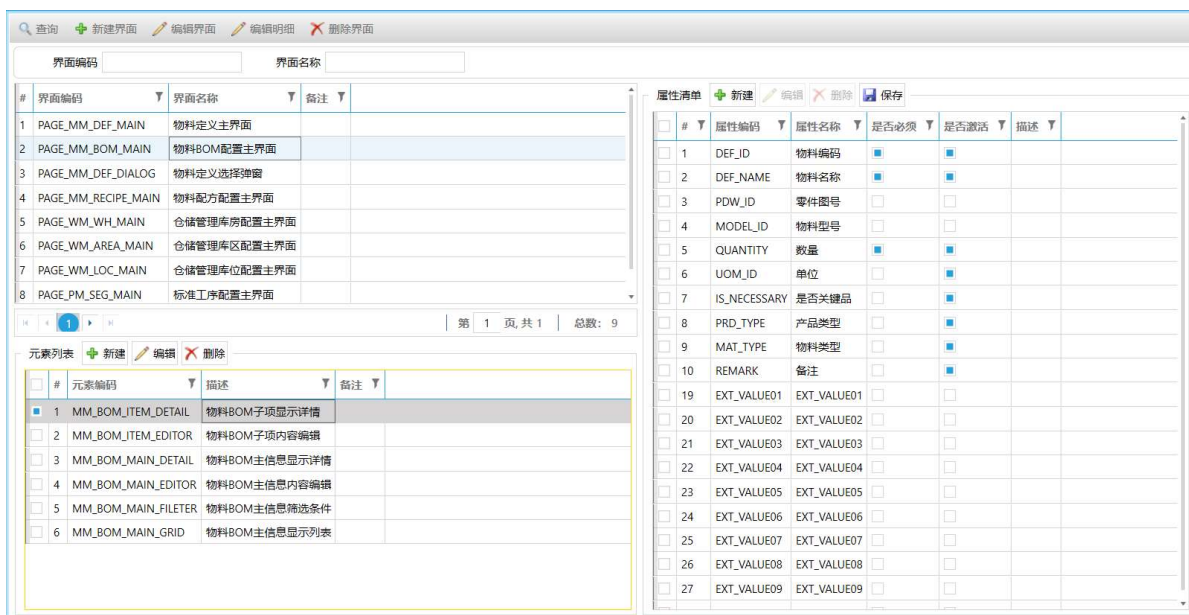 查询 新建界面 编辑界面 编辑明细 删除界面
界面编码 界面名称
# 界面编码 界面名称 备注
1 PAGE_MM_DEF_MAIN 物料定义主界面
2 PAGE_MM_BOM_MAIN 物料BOM配置主界面
3 PAGE_MM_DEF_DIALOG 物料定义选择弹窗
4 PAGE_MM_RECIPE_MAIN 物料配方配置主界面
5 PAGE_WM_WH_MAIN 仓储管理库房配置主界面
6 PAGE_WM_AREA_MAIN 仓储管理库区配置主界面
7 PAGE_WM_LOC_MAIN 仓储管理库位配置主界面
8 PAGE_PM_SEG_MAIN 标准工序配置主界面
1 第 1 页, 共 1 总数: 9
元素列表 新建 编辑 删除
# 元素编码 描述 备注
1 MM_BOM_ITEM_DETAIL 物料BOM子项显示详情
2 MM_BOM_ITEM_EDITOR 物料BOM子项内容编辑
3 MM_BOM_MAIN_DETAIL 物料BOM主信息显示详情
4 MM_BOM_MAIN_EDITOR 物料BOM主信息内容编辑
5 MM_BOM_MAIN_FILETER 物料BOM主信息筛选条件
6 MM_BOM_MAIN_GRID 物料BOM主信息显示列表
属性清单 新建 编辑 删除 保存
# 属性编码 属性名称 是否必须 是否激活 描述
1 DEF_ID 物料编码
2 DEF_NAME 物料名称
3 PDW_ID 零件图号
4 MODEL_ID 物料型号
5 QUANTITY 数量
6 UOM_ID 单位
7 IS_NECESSARY 是否关键品
8 PRD_TYPE 产品类型
9 MAT_TYPE 物料类型
10 REMARK 备注
19 EXT_VALUE01 EXT_VALUE01
20 EXT_VALUE02 EXT_VALUE02
21 EXT_VALUE03 EXT_VALUE03
22 EXT_VALUE04 EXT_VALUE04
23 EXT_VALUE05 EXT_VALUE05
24 EXT_VALUE06 EXT_VALUE06
25 EXT_VALUE07 EXT_VALUE07
26 EXT_VALUE08 EXT_VALUE08
27 EXT_VALUE09 EXT_VALUE09